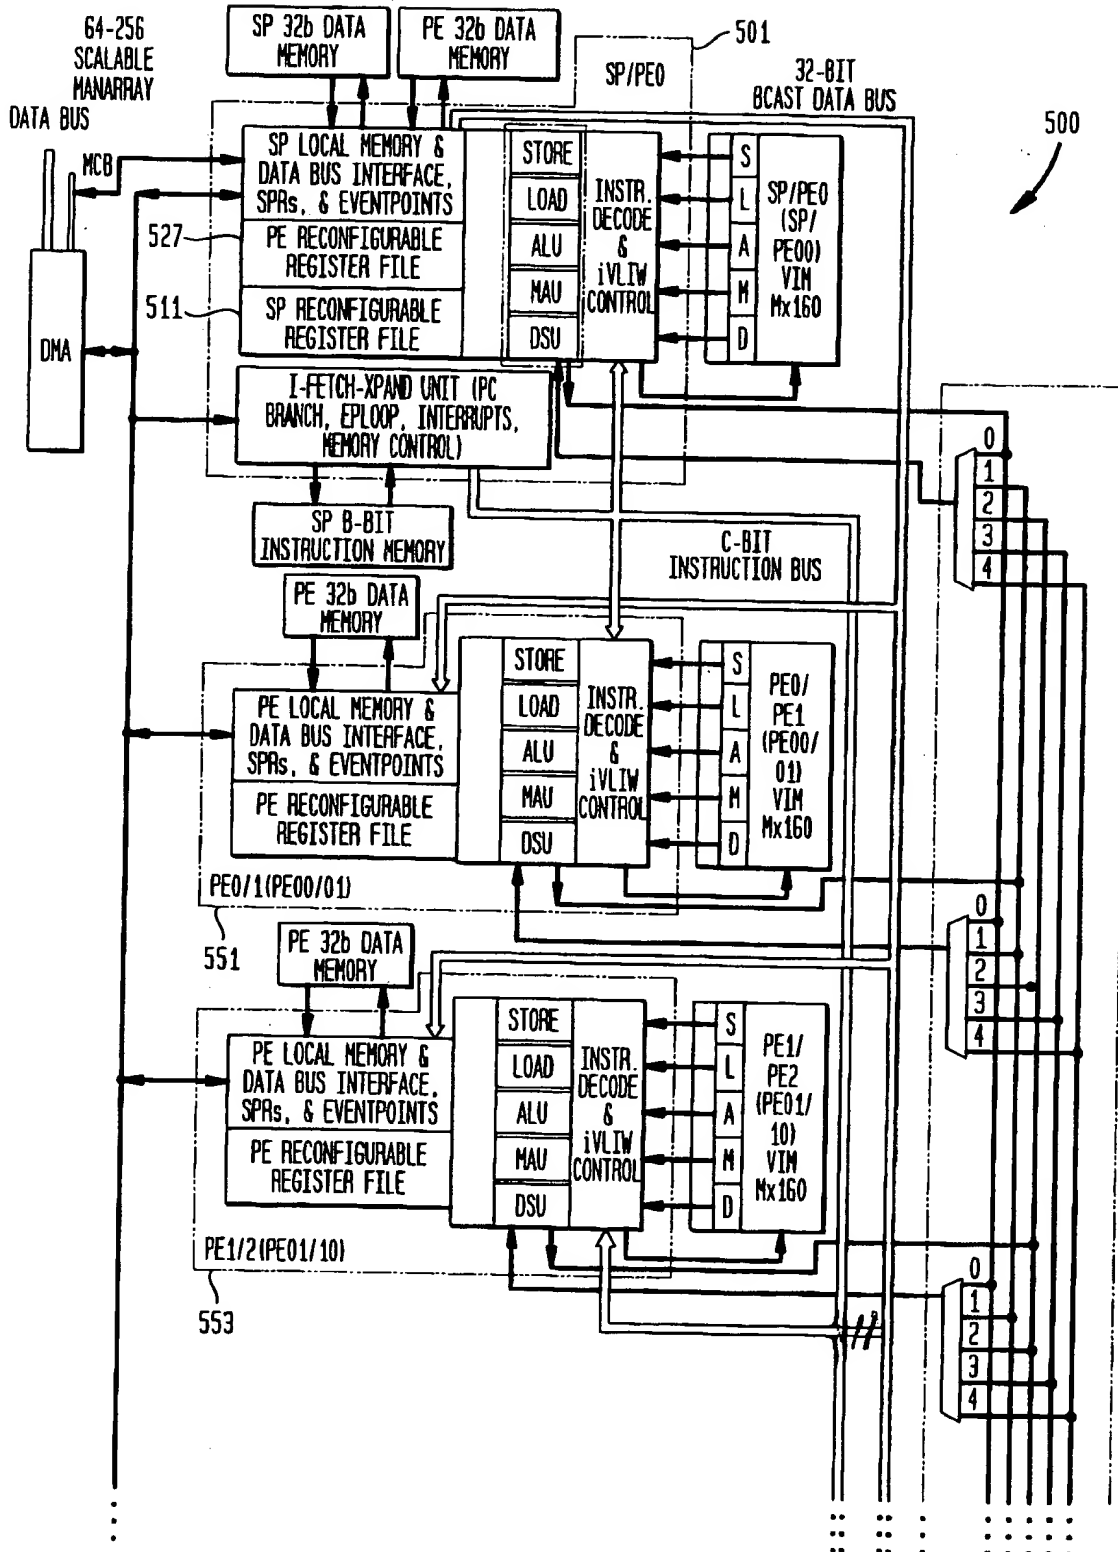 64-256
SCALABLE
MANARRAY
DATA BUS
SP 32b DATA
MEMORY
PE 32b DATA
MEMORY
501
SP/PE0
32-BIT
BCAST DATA BUS
500
MCB
DMA
SP LOCAL MEMORY &
DATA BUS INTERFACE,
SPRs, & EVENTPOINTS
527
PE RECONFIGURABLE
REGISTER FILE
511
SP RECONFIGURABLE
REGISTER FILE
STORE
LOAD
ALU
MAU
DSU
INSTR.
DECODE
&
iVLIW
CONTROL
S
L
A
M
D
SP/PE0
(SP/
PE00)
VIM
Mx160
I-FETCH-XPAND UNIT (PC
BRANCH, EPLOOP, INTERRUPTS,
MEMORY CONTROL)
SP B-BIT
INSTRUCTION MEMORY
C-BIT
INSTRUCTION BUS
0
1
2
3
4
PE 32b DATA
MEMORY
PE LOCAL MEMORY &
DATA BUS INTERFACE,
SPRs, & EVENTPOINTS
PE RECONFIGURABLE
REGISTER FILE
STORE
LOAD
ALU
MAU
DSU
INSTR.
DECODE
&
iVLIW
CONTROL
S
L
A
M
D
PE0/
PE1
(PE00/
01)
VIM
Mx160
PE0/1(PE00/01)
551
0
1
2
3
4
PE 32b DATA
MEMORY
PE LOCAL MEMORY &
DATA BUS INTERFACE,
SPRs, & EVENTPOINTS
PE RECONFIGURABLE
REGISTER FILE
STORE
LOAD
ALU
MAU
DSU
INSTR.
DECODE
&
iVLIW
CONTROL
S
L
A
M
D
PE1/
PE2
(PE01/
10)
VIM
Mx160
PE1/2(PE01/10)
553
0
1
2
3
4